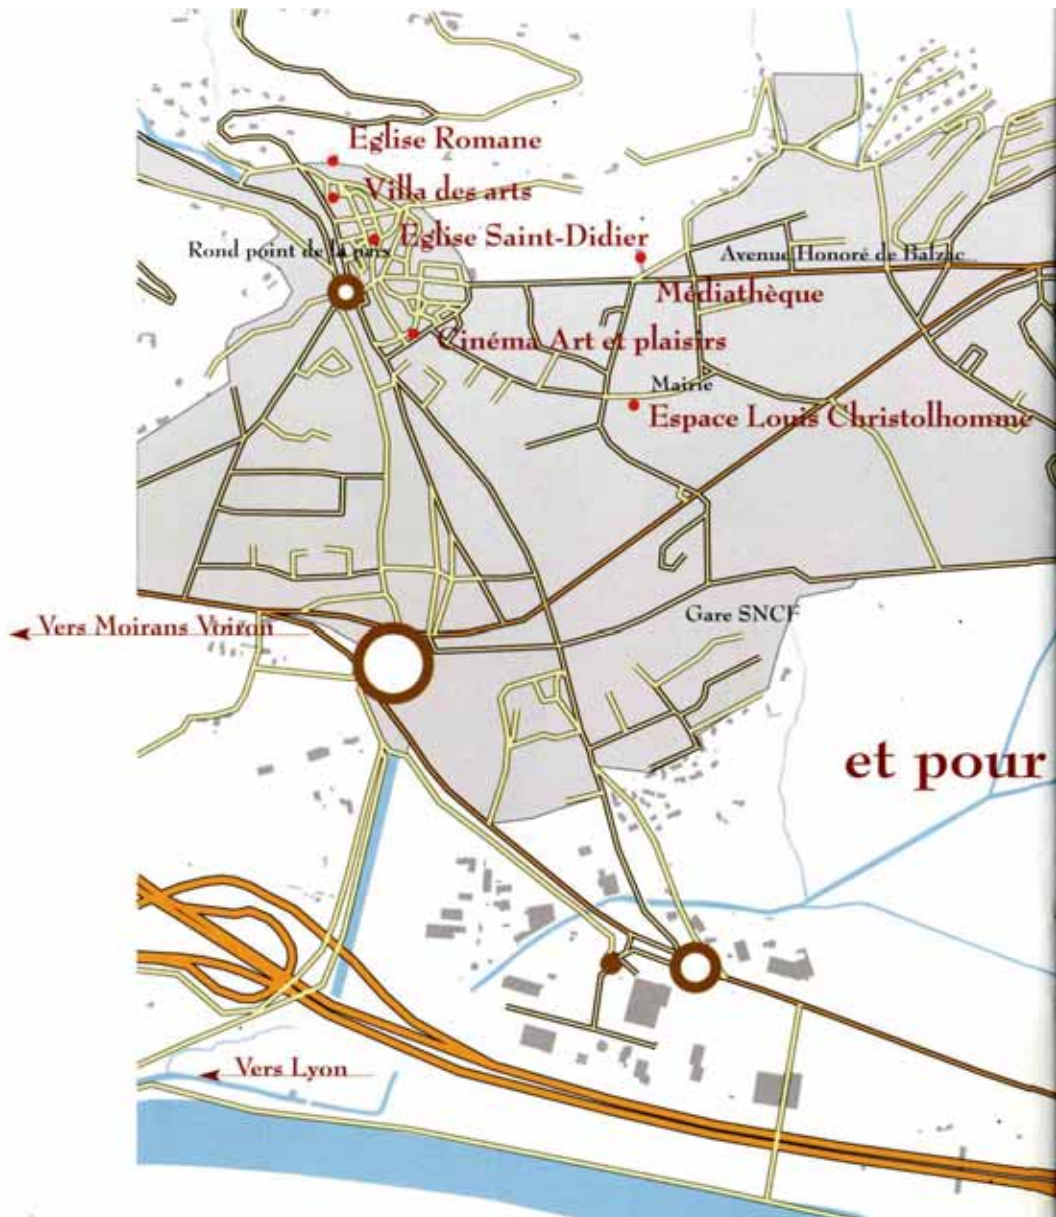 Eglise Romane
Villa des arts
Eglise Saint-Didier
Rond point de la paix
Avenue Honoré de Balzac
Médiathèque
Cinéma Art et plaisirs
Mairie
Espace Louis Christolhomme
Vers Moirans Voiron
Gare SNCF
et pour
Vers Lyon